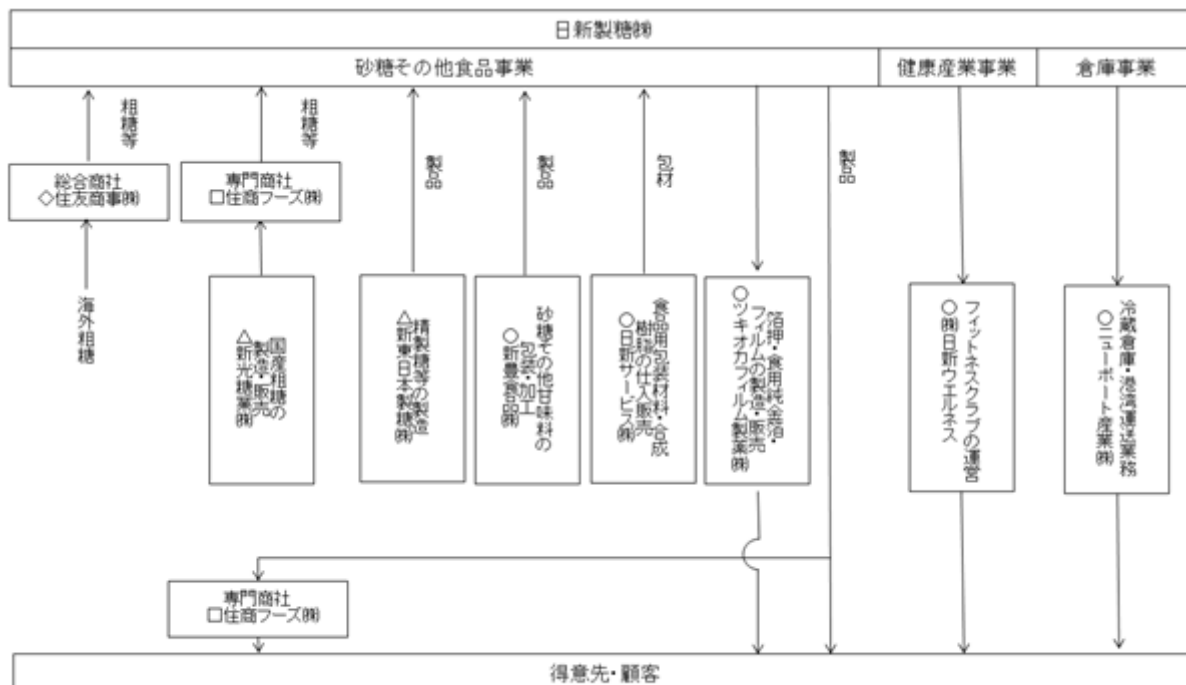 日新製糖㈱
砂糖その他食品事業
健康産業事業
倉庫事業
粗糖等
粗糖等
製品
製品
包材
製品
総合商社
◇住友商事㈱
専門商社
□住商フーズ㈱
海外粗糖
国産粗糖の
製造・販売
△新光糖業㈱
精製糖等の製造
△新東日本製糖㈱
砂糖その他甘味料の
包装・加工
○新豊食品㈱
食品用包装材料・合成
樹脂の仕入販売
○日新サービス㈱
箔押・食用純金箔・
フィルムの製造・販売
○ツキオカフィルム製薬㈱
フィットネスクラブの運営
○㈱日新ウエルネス
冷蔵倉庫・港湾運送業務
○ニューポート産業㈱
専門商社
□住商フーズ㈱
得意先・顧客